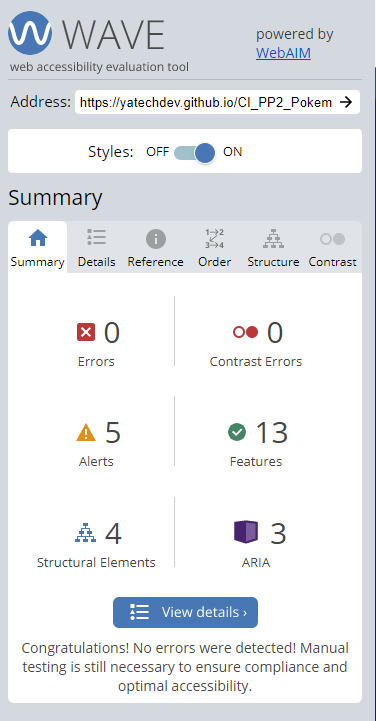 WAVE
powered by
WebAIM
web accessibility evaluation tool
Address: https://yatechdev.github.io/CI_PP2_Pokem
Styles: OFF ON
Summary
Summary Details Reference Order Structure Contrast
0 0
Errors Contrast Errors
5 13
Alerts Features
4 3
Structural Elements ARIA
View details ›
Congratulations! No errors were detected! Manual
testing is still necessary to ensure compliance and
optimal accessibility.